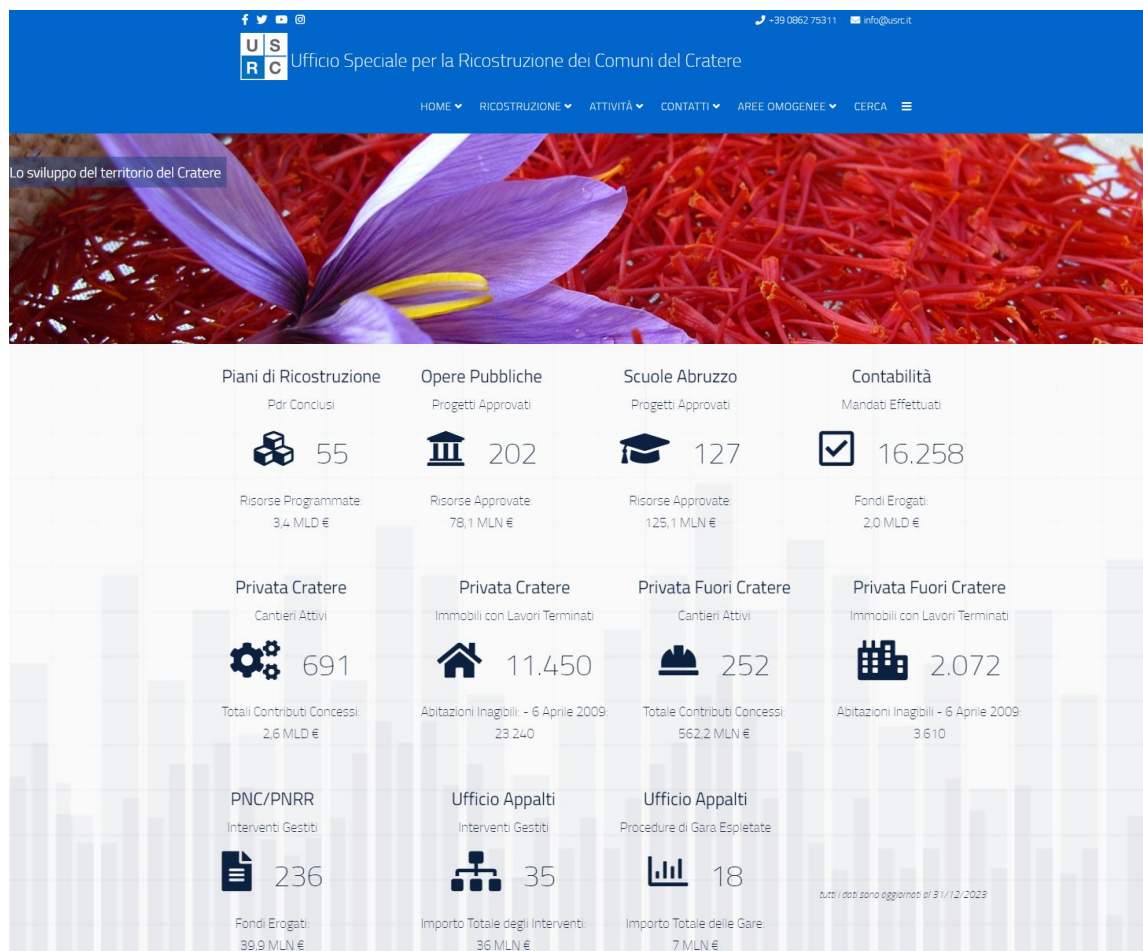 +39 0862 75311 info@usrc.it
U S
R C
Ufficio Speciale per la Ricostruzione dei Comuni del Cratere
HOME RICOSTRUZIONE ATTIVITÀ CONTATTI AREE OMOGENEE CERCA
Lo sviluppo del territorio del Cratere
Piani di Ricostruzione
Pdr Conclusi
55
Risorse Programmate:
3,4 MLD €
Opere Pubbliche
Progetti Approvati
202
Risorse Approvate:
78,1 MLN €
Scuole Abruzzo
Progetti Approvati
127
Risorse Approvate:
125,1 MLN €
Contabilità
Mandati Effettuati
16.258
Fondi Erogati:
2,0 MLD €
Privata Cratere
Cantieri Attivi
691
Totali Contributi Concessi:
2,6 MLD €
Privata Cratere
Immobili con Lavori Terminati
11.450
Abitazioni Inagibili: - 6 Aprile 2009:
23.240
Privata Fuori Cratere
Cantieri Attivi
252
Totale Contributi Concessi:
562,2 MLN €
Privata Fuori Cratere
Immobili con Lavori Terminati
2.072
Abitazioni Inagibili - 6 Aprile 2009:
3.610
PNC/PNRR
Interventi Gestiti
236
Fondi Erogati:
39,9 MLN €
Ufficio Appalti
Interventi Gestiti
35
Importo Totale degli Interventi:
36 MLN €
Ufficio Appalti
Procedure di Gara Espletate
18
Importo Totale delle Gare:
7 MLN €
tutti i dati sono aggiornati al 31/12/2023